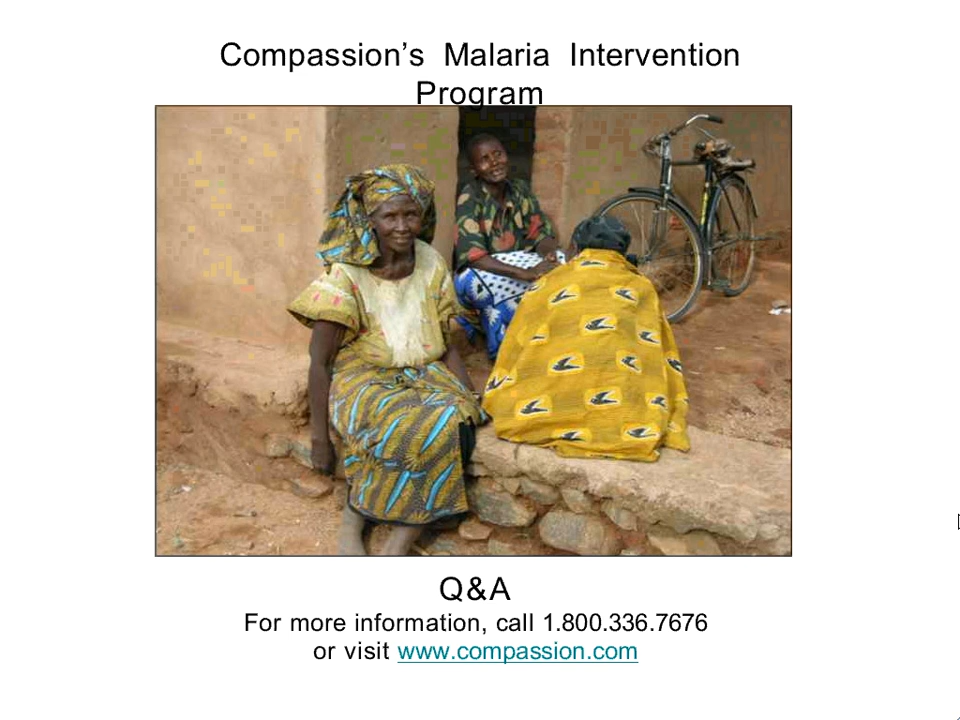 Compassion’s Malaria Intervention
Program
Q&A
For more information, call 1.800.336.7676
or visit www.compassion.com